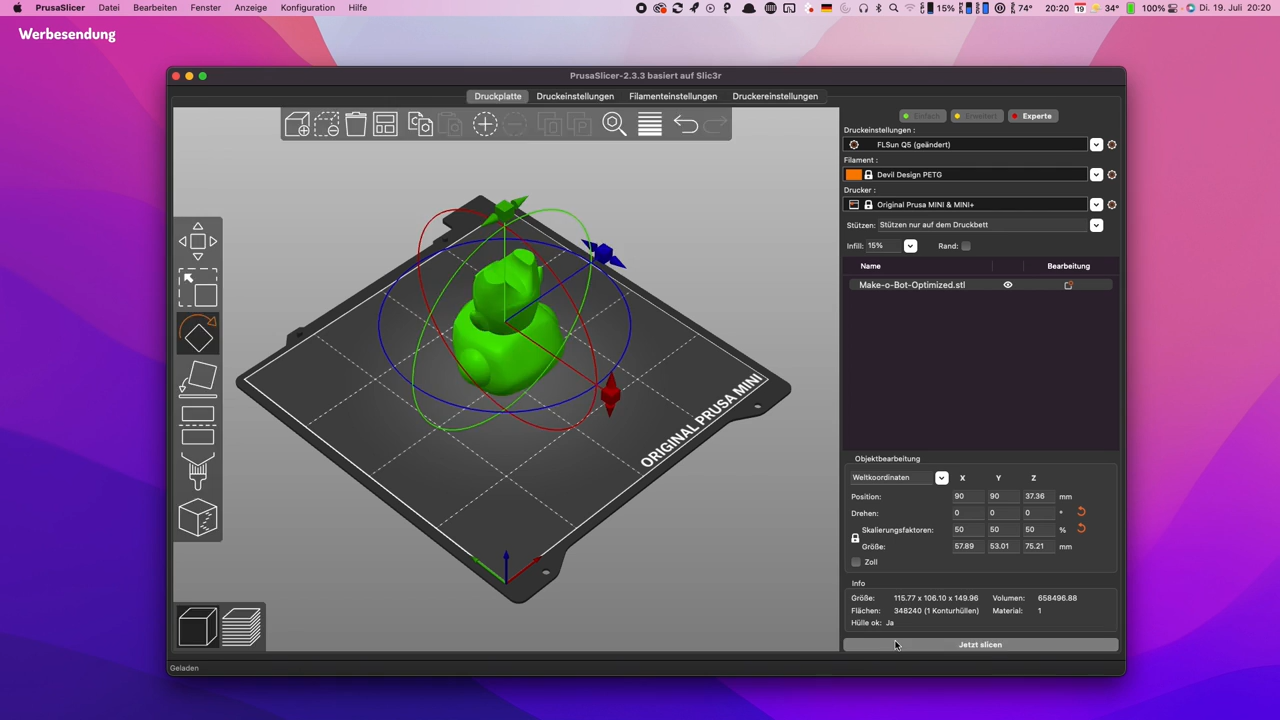 PrusaSlicer Datei Bearbeiten Fenster Anzeige Konfiguration Hilfe 15% 74° 20:20 19 34° 100% Di. 19. Juli 20:20
Werbesendung
PrusaSlicer-2.3.3 basiert auf Slic3r
Druckplatte Druckeinstellungen Filamenteinstellungen Druckereinstellungen
Einfach Erweitert Experte
Druckeinstellungen :
FLSun Q5 (geändert)
Filament :
Devil Design PETG
Drucker :
Original Prusa MINI & MINI+
Stützen: Stützen nur auf dem Druckbett
Infill: 15% Rand:
Name Bearbeitung
Make-o-Bot-Optimized.stl
ORIGINAL PRUSA MINI
Objektbearbeitung
Weltkoordinaten X Y Z
Position: 90 90 37.36 mm
Drehen: 0 0 0 °
Skalierungsfaktoren: 50 50 50 %
Größe: 57.89 53.01 75.21 mm
Zoll
Info
Größe: 115.77 x 106.10 x 149.96 Volumen: 658496.88
Flächen: 348240 (1 Konturhüllen) Material: 1
Hülle ok: Ja
Jetzt slicen
Geladen